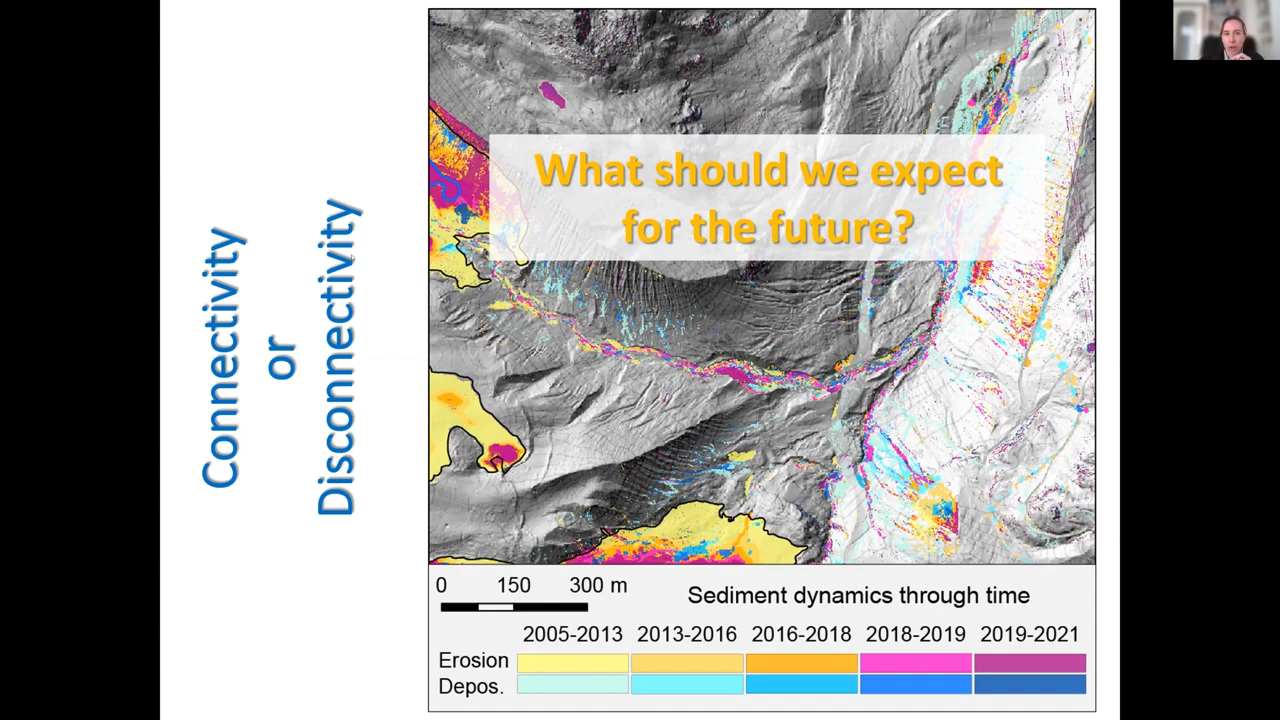 Connectivity
or
Disconnectivity
What should we expect
for the future?
0 150 300 m
Sediment dynamics through time
2005-2013 2013-2016 2016-2018 2018-2019 2019-2021
Erosion
Depos.